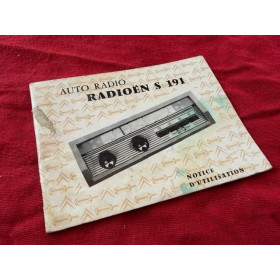 AUTO RADIO
RADIOËN S 191
NOTICE
D'UTILISATION